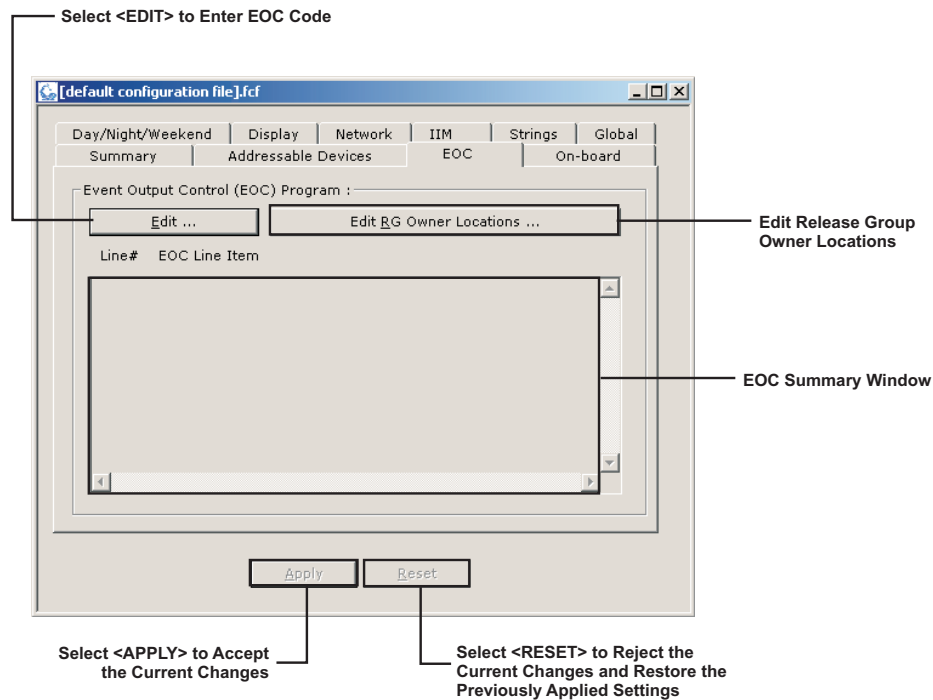 Select <EDIT> to Enter EOC Code
[default configuration file].fcf
Day/Night/Weekend Display Network IIM Strings Global
Summary Addressable Devices EOC On-board
Event Output Control (EOC) Program :
Edit ... Edit RG Owner Locations ...
Edit Release Group
Owner Locations
Line# EOC Line Item
EOC Summary Window
Apply Reset
Select <APPLY> to Accept
the Current Changes
Select <RESET> to Reject the
Current Changes and Restore the
Previously Applied Settings